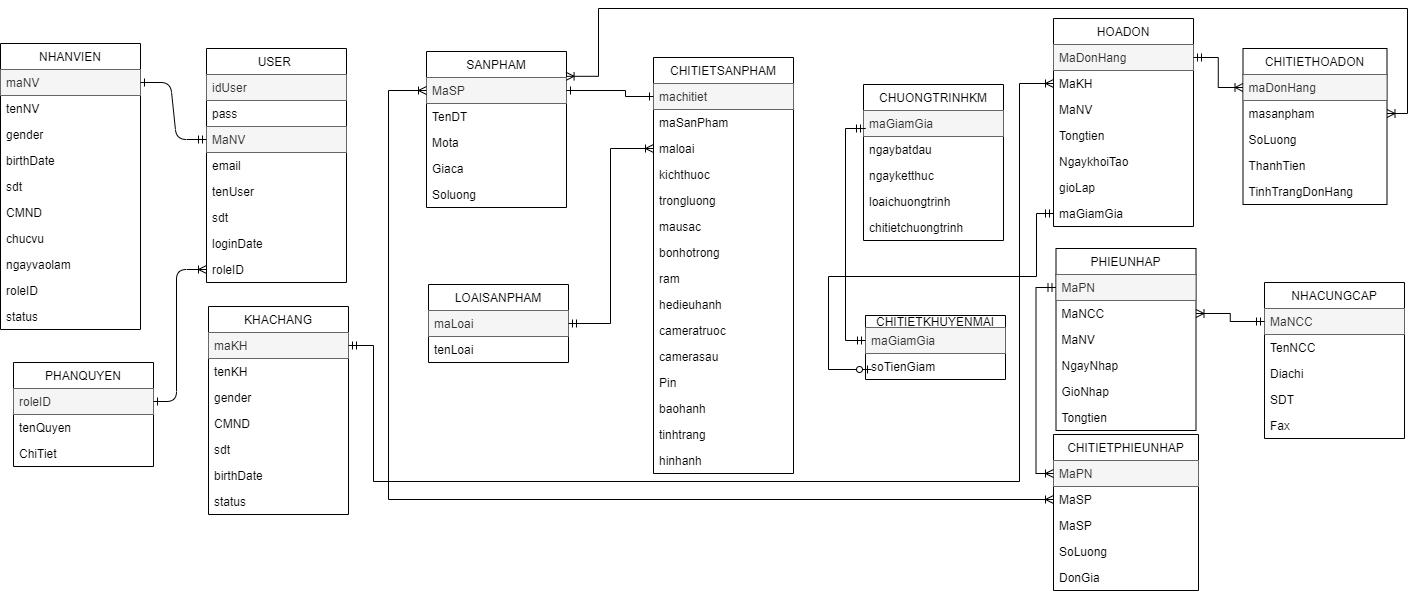 NHANVIEN
maNV
tenNV
gender
birthDate
sdt
CMND
chucvu
ngayvaolam
roleID
status
PHANQUYEN
roleID
tenQuyen
ChiTiet
USER
idUser
pass
MaNV
email
tenUser
sdt
loginDate
roleID
KHACHANG
maKH
tenKH
gender
CMND
sdt
birthDate
status
SANPHAM
MaSP
TenDT
Mota
Giaca
Soluong
LOAISANPHAM
maLoai
tenLoai
CHITIETSANPHAM
machitiet
maSanPham
maloai
kichthuoc
trongluong
mausac
bonhotrong
ram
hedieuhanh
cameratruoc
camerasau
Pin
baohanh
tinhtrang
hinhanh
CHUONGTRINHKM
maGiamGia
ngaybatdau
ngayketthuc
loaichuongtrinh
chitietchuongtrinh
CHITIETKHUYENMAI
maGiamGia
soTienGiam
HOADON
MaDonHang
MaKH
MaNV
Tongtien
NgaykhoiTao
gioLap
maGiamGia
PHIEUNHAP
MaPN
MaNCC
MaNV
NgayNhap
GioNhap
Tongtien
CHITIETPHIEUNHAP
MaPN
MaSP
MaSP
SoLuong
DonGia
CHITIETHOADON
maDonHang
masanpham
SoLuong
ThanhTien
TinhTrangDonHang
NHACUNGCAP
MaNCC
TenNCC
Diachi
SDT
Fax